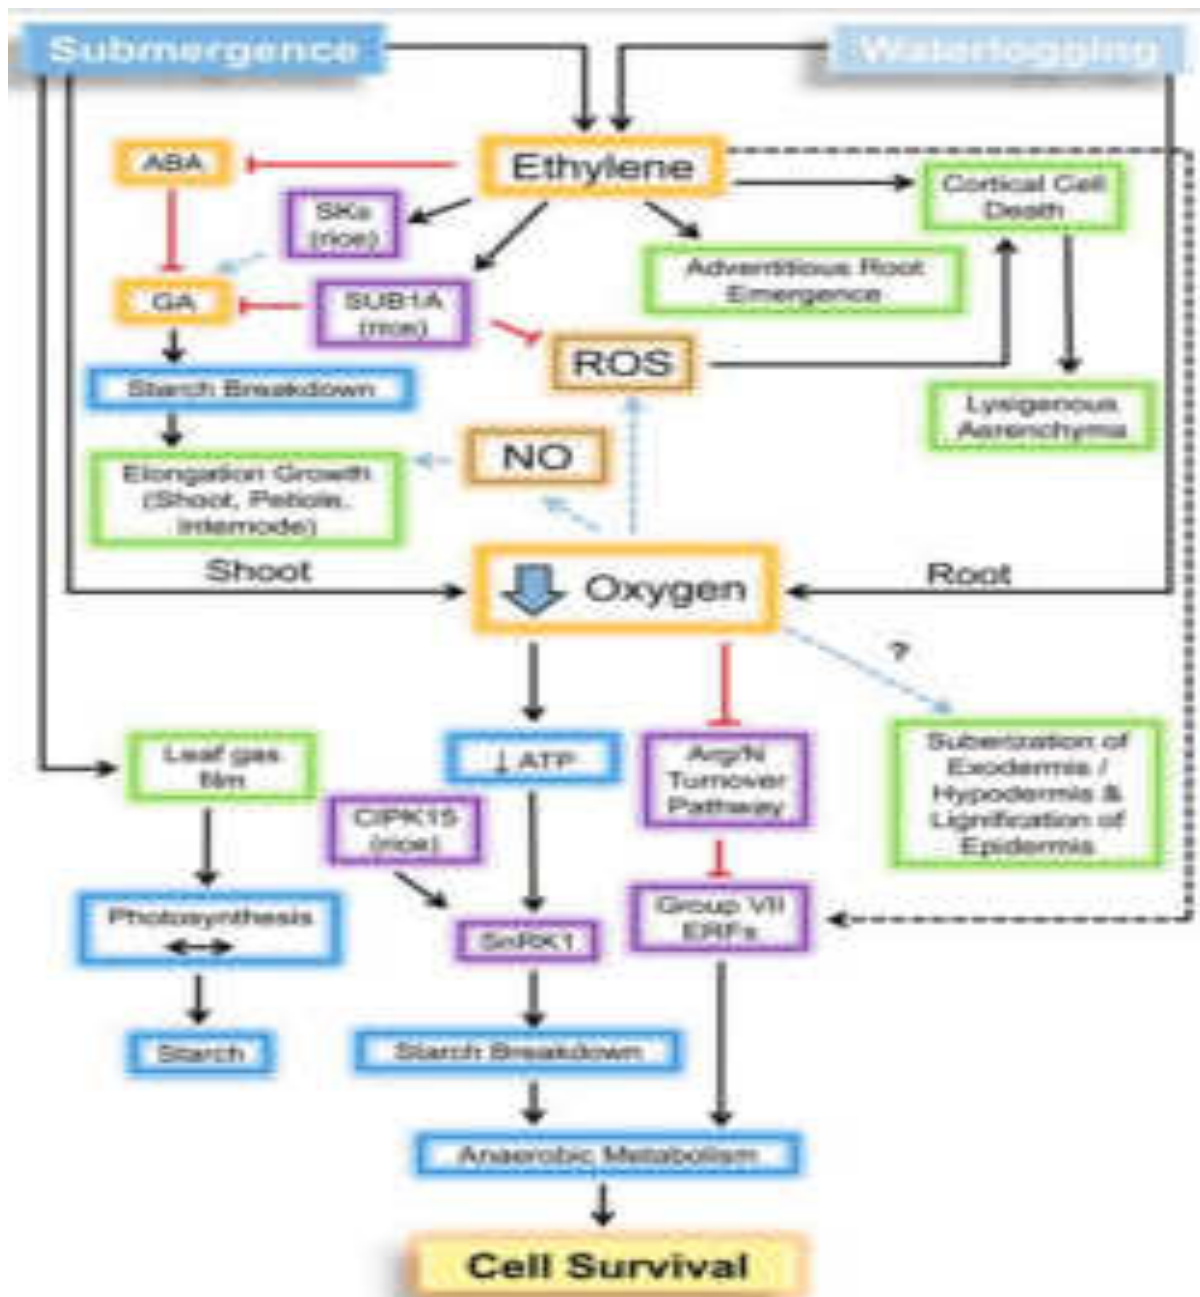 Submergence
Waterlogging
ABA
Ethylene
Cortical Cell
Death
SKs
(rice)
Adventitious Root
Emergence
GA
SUB1A
(rice)
ROS
Starch Breakdown
Lysigenous
Aerenchyma
NO
Elongation Growth
(Shoot, Petiole,
Internode)
Shoot
Oxygen
Root
?
Leaf gas
film
↓ ATP
Arg/N
Turnover
Pathway
Suberization of
Exodermis /
Hypodermis &
Lignification of
Epidermis
CIPK15
(rice)
Photosynthesis
Group VII
ERFs
SnRK1
Starch
Starch Breakdown
Anaerobic Metabolism
Cell Survival